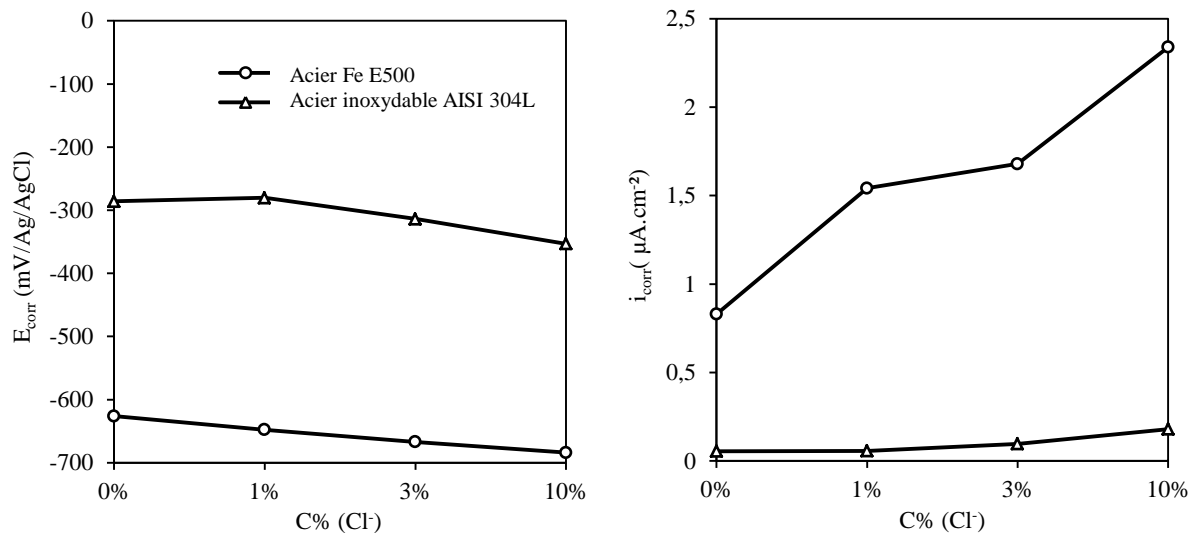 0
-100
-200
-300
-400
-500
-600
-700
E_corr (mV/Ag/AgCl)
Acier Fe E500
Acier inoxydable AISI 304L
0% 1% 3% 10%
C% (Cl⁻)
2,5
2
1,5
1
0,5
0
i_corr( µA.cm⁻²)
0% 1% 3% 10%
C% (Cl⁻)